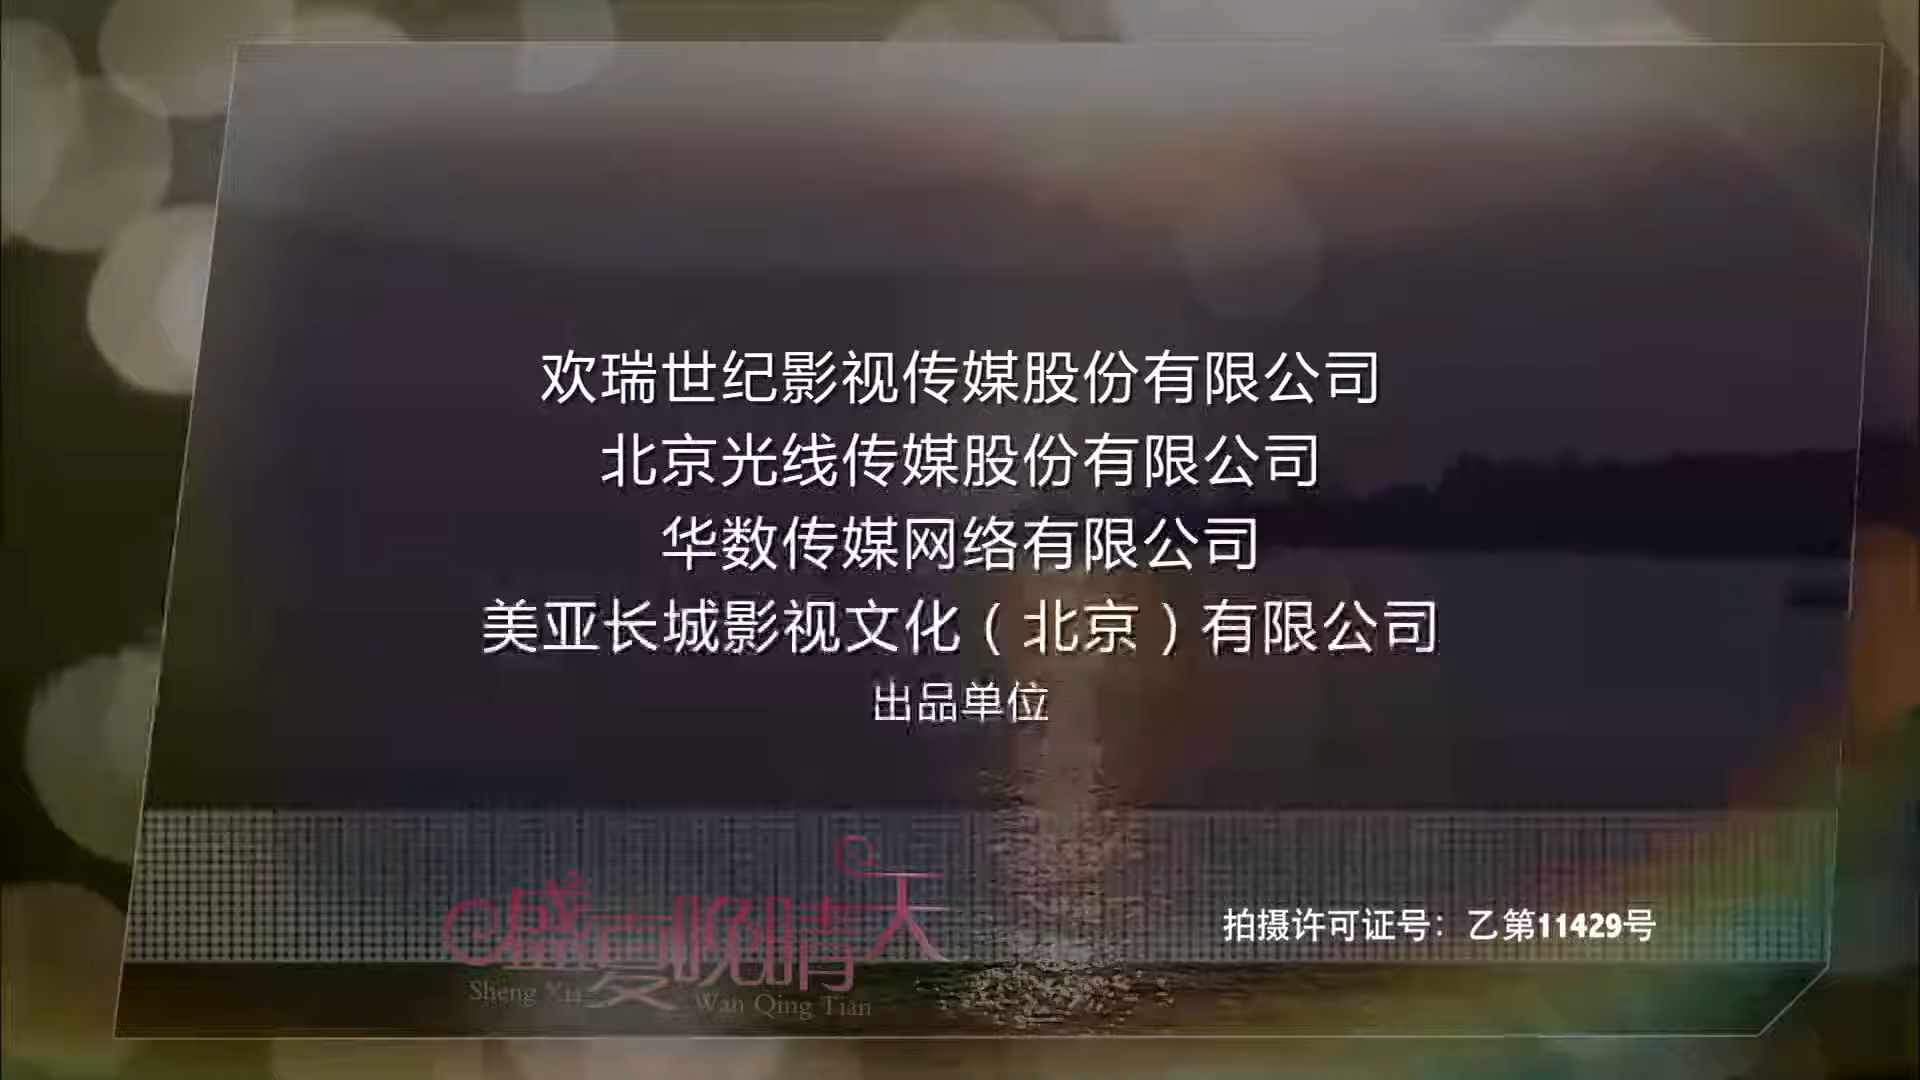 欢瑞世纪影视传媒股份有限公司
北京光线传媒股份有限公司
华数传媒网络有限公司
美亚长城影视文化（北京）有限公司
出品单位
盛夏晚晴天
Sheng Xia Wan Qing Tian
拍摄许可证号：乙第11429号